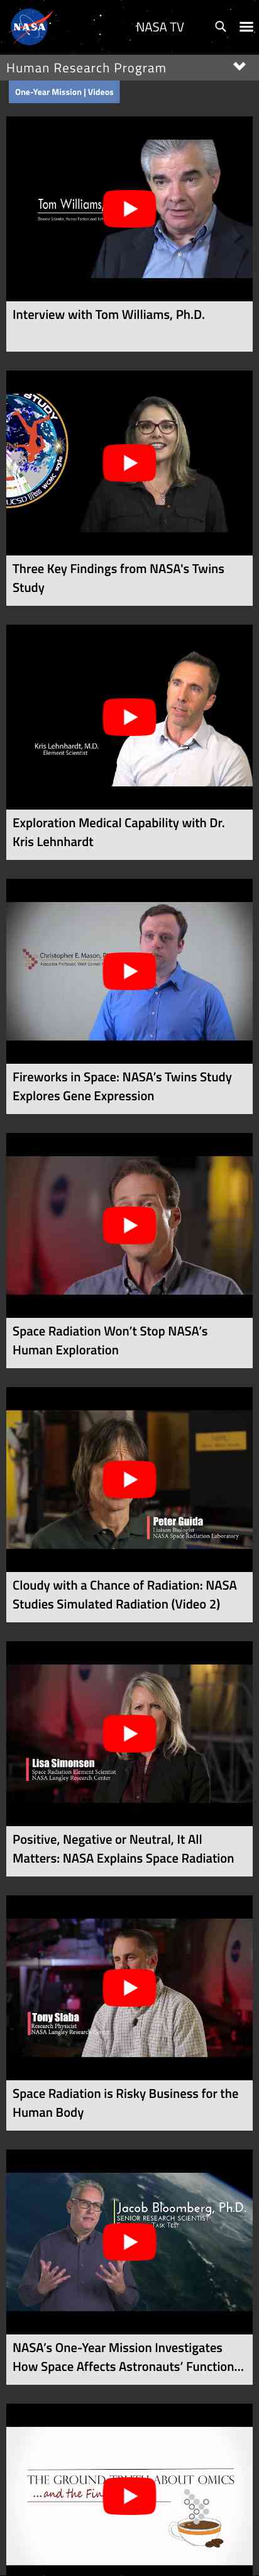 NASA
NASA TV
Human Research Program
One-Year Mission | Videos
Tom Williams,
Interview with Tom Williams, Ph.D.
STUDY
UCSD
WCMC
Three Key Findings from NASA's Twins
Study
Kris Lehnhardt, M.D.
Element Scientist
Exploration Medical Capability with Dr.
Kris Lehnhardt
Christopher E. Mason,
Associate Professor, Weill Cornell
Fireworks in Space: NASA's Twins Study
Explores Gene Expression
Space Radiation Won't Stop NASA's
Human Exploration
Peter Guida
Liaison Biologist
NASA Space Radiation Laboratory
Cloudy with a Chance of Radiation: NASA
Studies Simulated Radiation (Video 2)
Lisa Simonsen
Space Radiation Element Scientist
NASA Langley Research Center
Positive, Negative or Neutral, It All
Matters: NASA Explains Space Radiation
Tony Slaba
Research Physicist
NASA Langley Research
Space Radiation is Risky Business for the
Human Body
Jacob Bloomberg, Ph.D.
SENIOR RESEARCH SCIENTIST
TASK TEST
NASA's One-Year Mission Investigates
How Space Affects Astronauts' Function...
THE GROUND ABOUT OMICS
...and the Fin